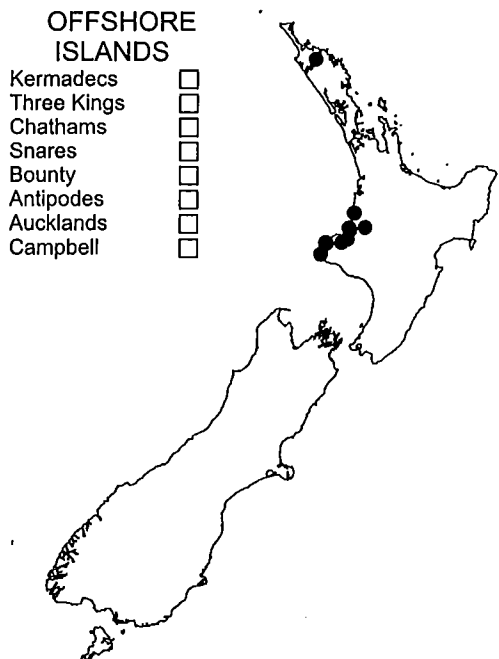 OFFSHORE
ISLANDS
Kermadecs
Three Kings
Chathams
Snares
Bounty
Antipodes
Aucklands
Campbell